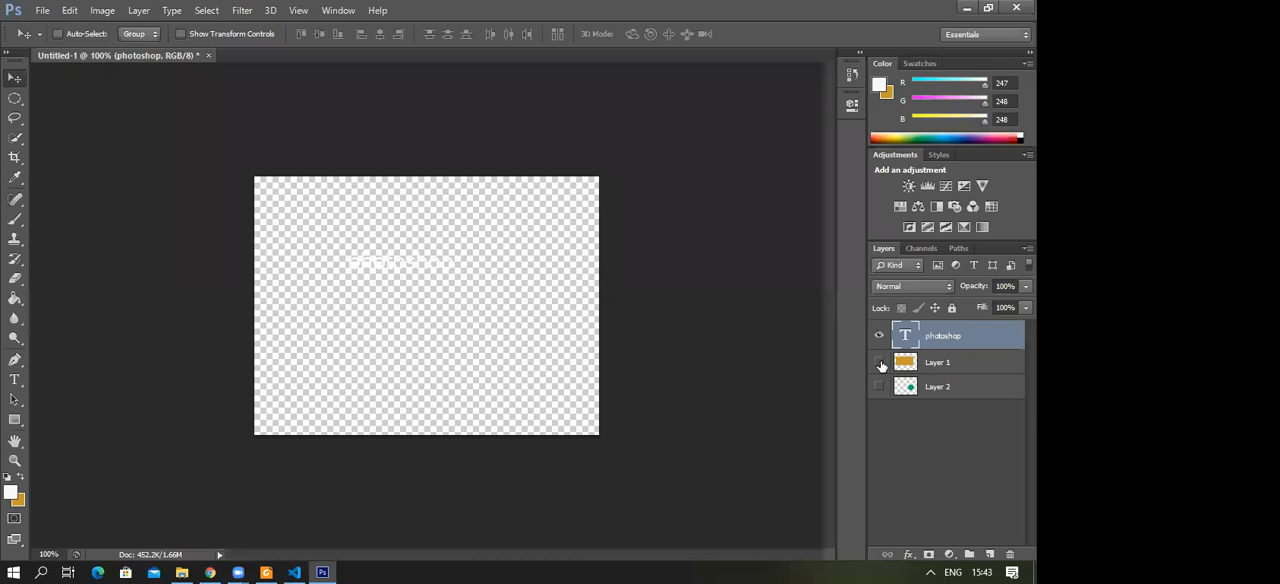 Ps File Edit Image Layer Type Select Filter 3D View Window Help
Auto-Select: Group Show Transform Controls 3D Mode: Essentials
Untitled-1 @ 100% (photoshop, RGB/8) * ×
Color Swatches
R 247
G 248
B 248
Adjustments Styles
Add an adjustment
Layers Channels Paths
Kind
Normal Opacity: 100%
Lock: Fill: 100%
T photoshop
Layer 1
Layer 2
photoshop
100% Doc: 452.2K/1.66M
ENG 15:43